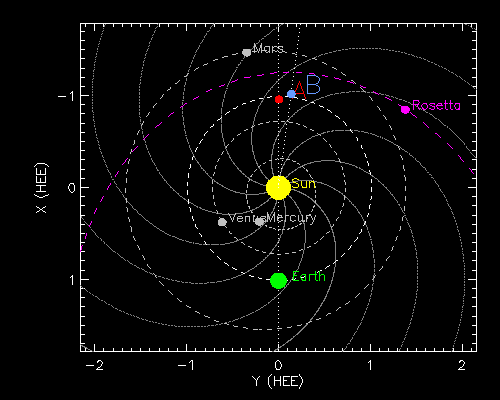 Mars
A B
Rosetta
-1
Sun
0
Venus Mercury
Earth
1
-2 -1 0 1 2
X (HEE)
Y (HEE)